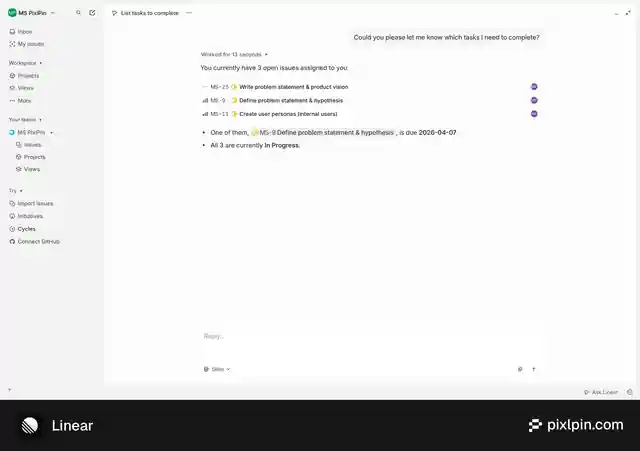 MS PixlPin
Inbox
My issues
Workspace
Projects
Views
More
Your teams
MS PixlPin
Issues
Projects
Views
Try
Import issues
Initiatives
Cycles
Connect GitHub
List tasks to complete
Could you please let me know which tasks I need to complete?
Worked for 13 seconds
You currently have 3 open issues assigned to you:
MS-25 Write problem statement & product vision
MS-9 Define problem statement & hypothesis
MS-11 Create user personas (internal users)
• One of them, MS-9 Define problem statement & hypothesis , is due 2026-04-07.
• All 3 are currently In Progress.
Reply...
Skills
Ask Linear
Linear
pixlpin.com